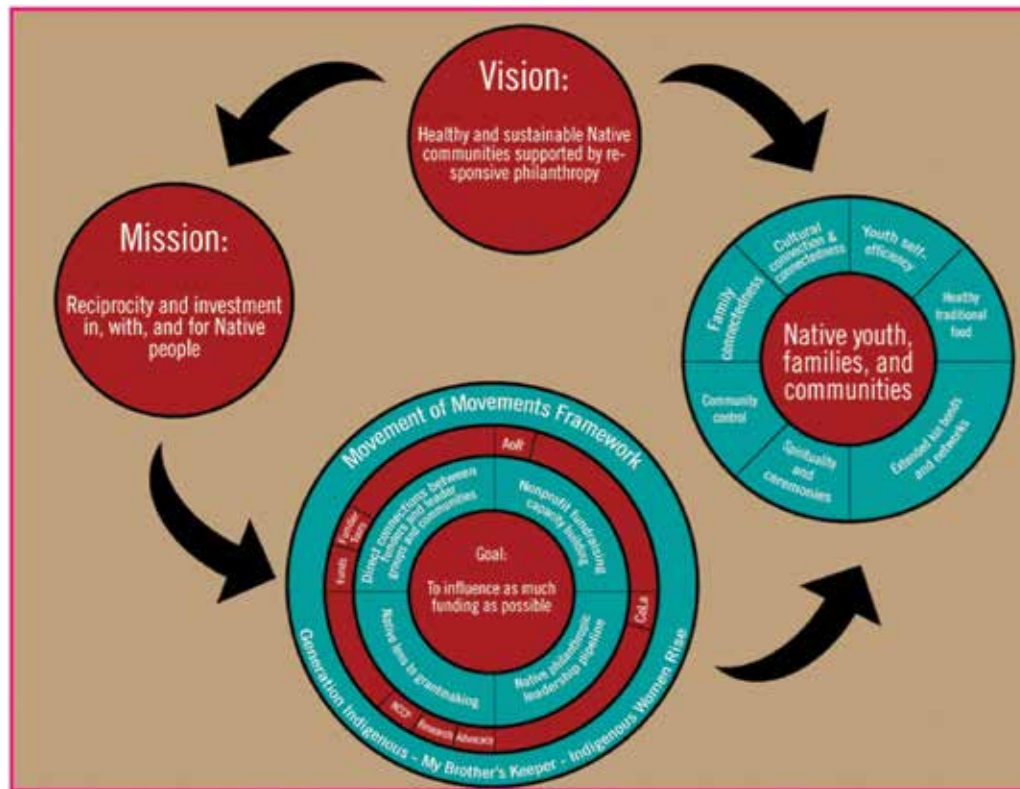 Vision:
Healthy and sustainable Native
communities supported by re-
sponsive philanthropy
Mission:
Reciprocity and investment
in, with, and for Native
people
Movement of Movements Framework
AoR
Funder
Tours
Funds
CoLa
NCCP
Research
Advocacy
Direct connections between
funders and leader
groups and communities
Nonprofit fundraising
capacity building
Native lens to grantmaking
Native philanthropic
leadership pipeline
Goal:
To influence as much
funding as possible
Generation Indigenous - My Brother's Keeper - Indigenous Women Rise
Cultural
connection &
connectedness
Youth self-
efficency
Healthy
traditional
food
Extended kin bonds
and networks
Spirituality and
ceremonies
Community
control
Family
connectedness
Native youth,
families, and
communities